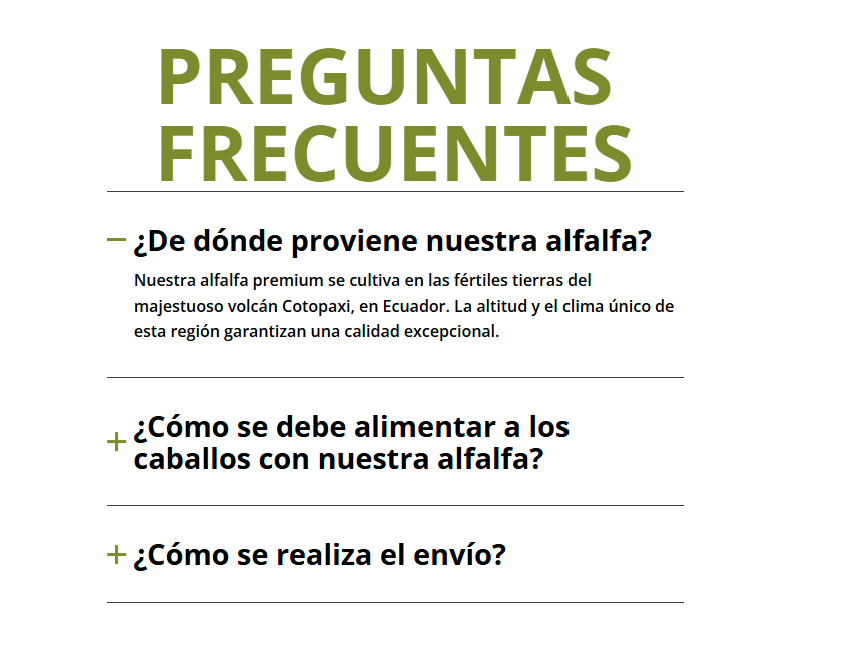 PREGUNTAS
FRECUENTES
¿De dónde proviene nuestra alfalfa?
Nuestra alfalfa premium se cultiva en las fértiles tierras del
majestuoso volcán Cotopaxi, en Ecuador. La altitud y el clima único de
esta región garantizan una calidad excepcional.
¿Cómo se debe alimentar a los
caballos con nuestra alfalfa?
¿Cómo se realiza el envío?